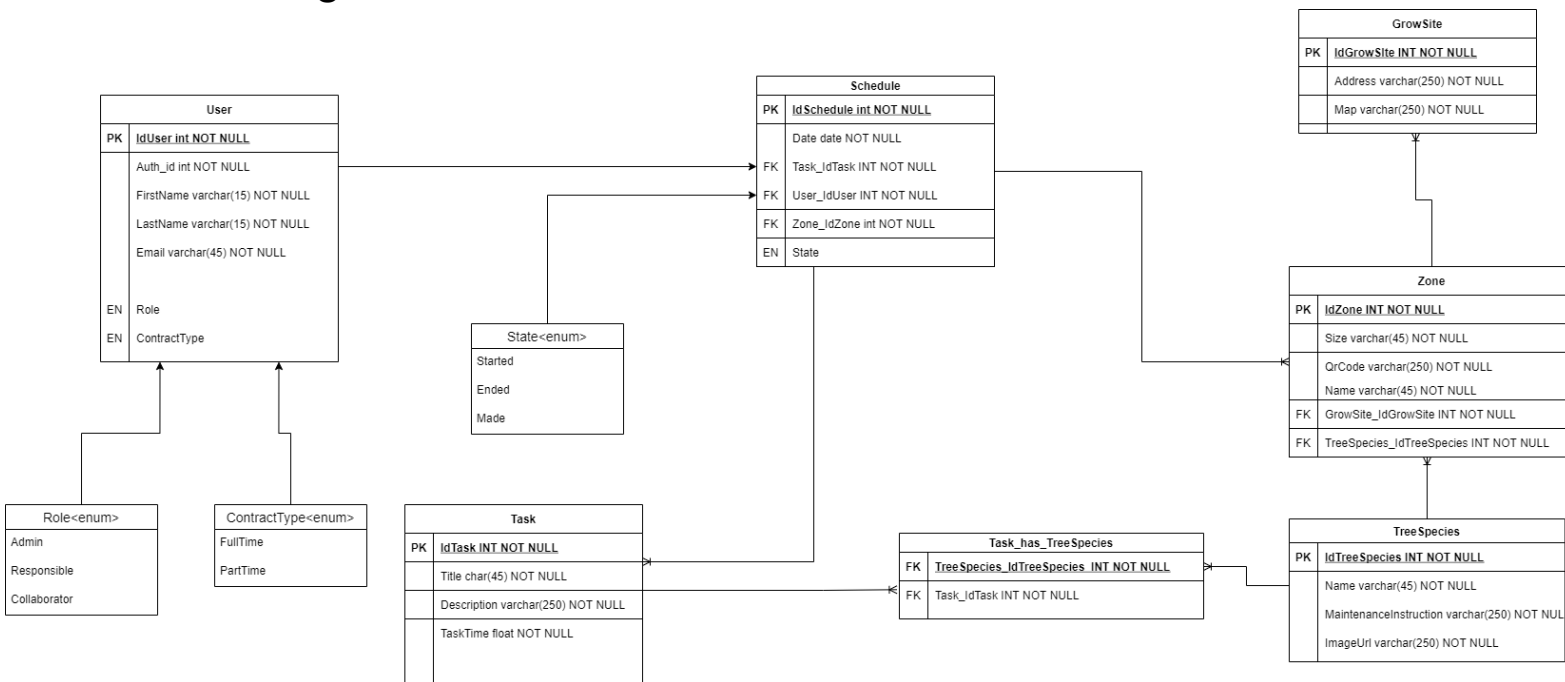 GrowSite
PK IdGrowSIte INT NOT NULL
Address varchar(250) NOT NULL
Map varchar(250) NOT NULL
Schedule
PK IdSchedule int NOT NULL
Date date NOT NULL
FK Task_IdTask INT NOT NULL
FK User_IdUser INT NOT NULL
FK Zone_IdZone int NOT NULL
EN State
User
PK IdUser int NOT NULL
Auth_id int NOT NULL
FirstName varchar(15) NOT NULL
LastName varchar(15) NOT NULL
Email varchar(45) NOT NULL
EN Role
EN ContractType
Zone
PK IdZone INT NOT NULL
Size varchar(45) NOT NULL
QrCode varchar(250) NOT NULL
Name varchar(45) NOT NULL
FK GrowSite_IdGrowSite INT NOT NULL
FK TreeSpecies_IdTreeSpecies INT NOT NULL
State<enum>
Started
Ended
Made
Role<enum>
Admin
Responsible
Collaborator
ContractType<enum>
FullTime
PartTime
Task
PK IdTask INT NOT NULL
Title char(45) NOT NULL
Description varchar(250) NOT NULL
TaskTime float NOT NULL
Task_has_TreeSpecies
FK TreeSpecies_IdTreeSpecies INT NOT NULL
FK Task_IdTask INT NOT NULL
TreeSpecies
PK IdTreeSpecies INT NOT NULL
Name varchar(45) NOT NULL
MaintenanceInstruction varchar(250) NOT NUL
ImageUrl varchar(250) NOT NULL